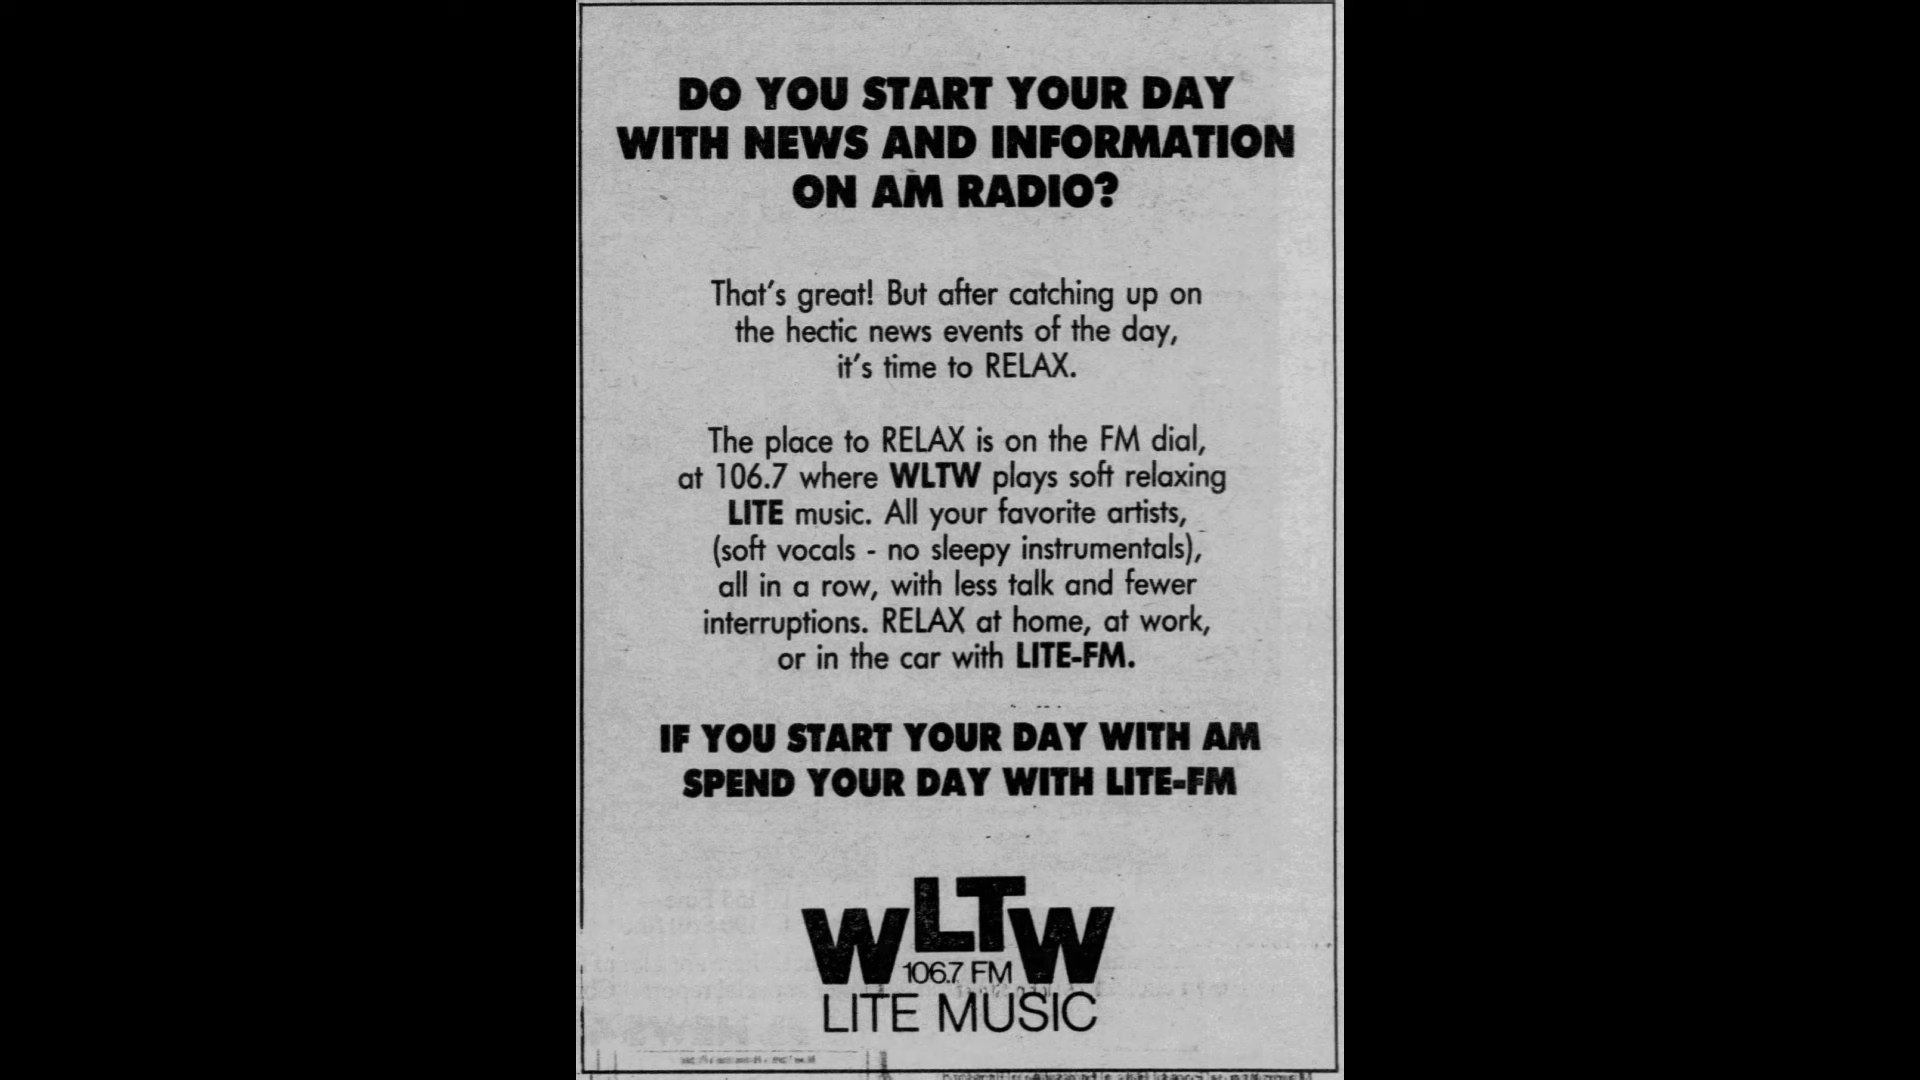 DO YOU START YOUR DAY
WITH NEWS AND INFORMATION
ON AM RADIO?
That's great! But after catching up on
the hectic news events of the day,
it's time to RELAX.
The place to RELAX is on the FM dial,
at 106.7 where WLTW plays soft relaxing
LITE music. All your favorite artists,
(soft vocals - no sleepy instrumentals),
all in a row, with less talk and fewer
interruptions. RELAX at home, at work,
or in the car with LITE-FM.
IF YOU START YOUR DAY WITH AM
SPEND YOUR DAY WITH LITE-FM
WLTW
106.7 FM
LITE MUSIC